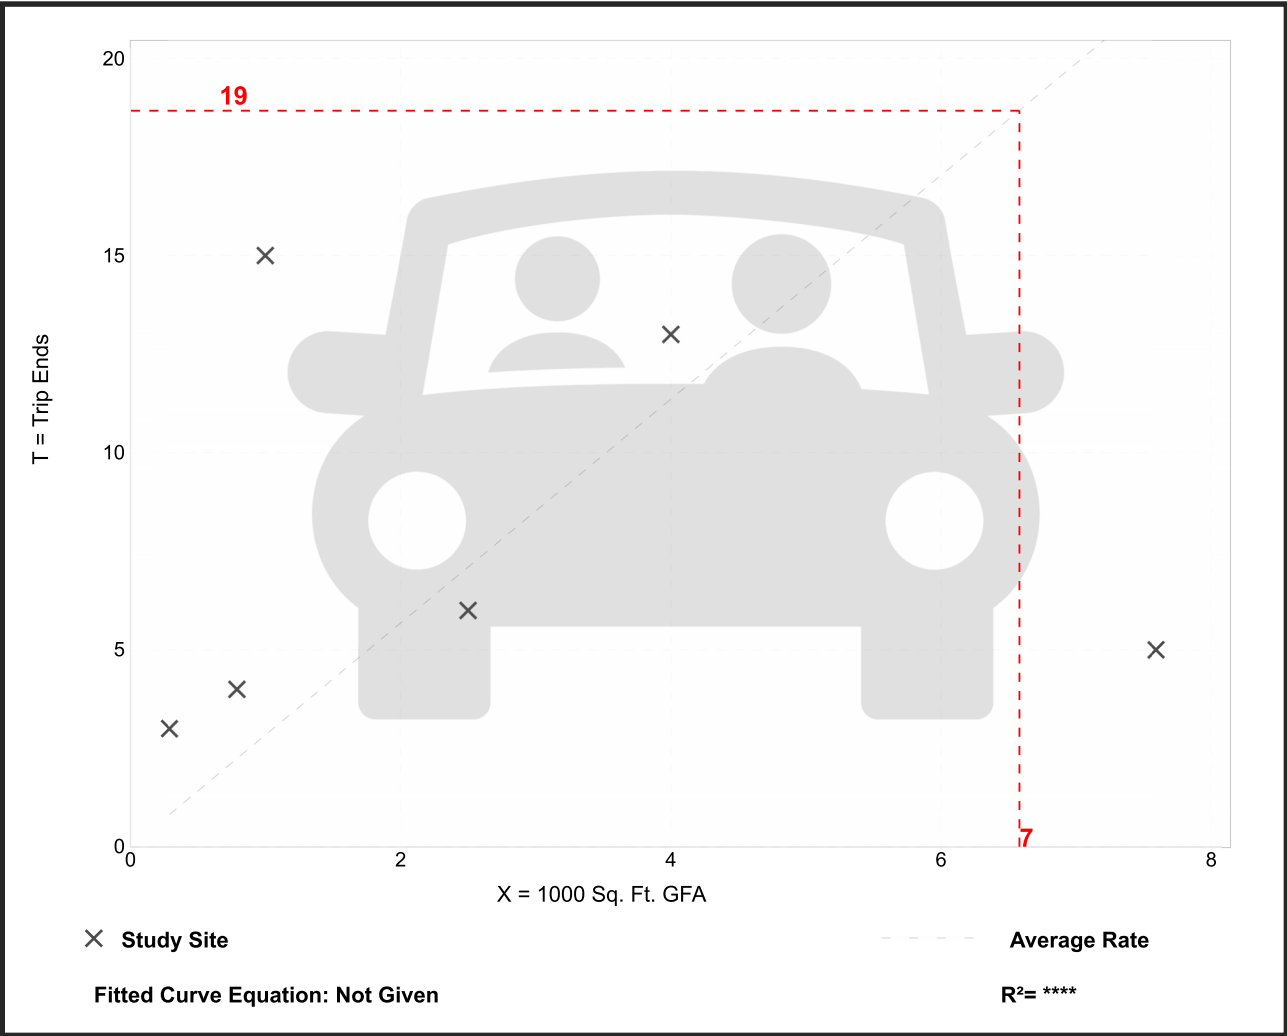 20
19
15
T = Trip Ends
10
5
0
7
0 2 4 6 8
X = 1000 Sq. Ft. GFA
Study Site Average Rate
Fitted Curve Equation: Not Given R²= ****